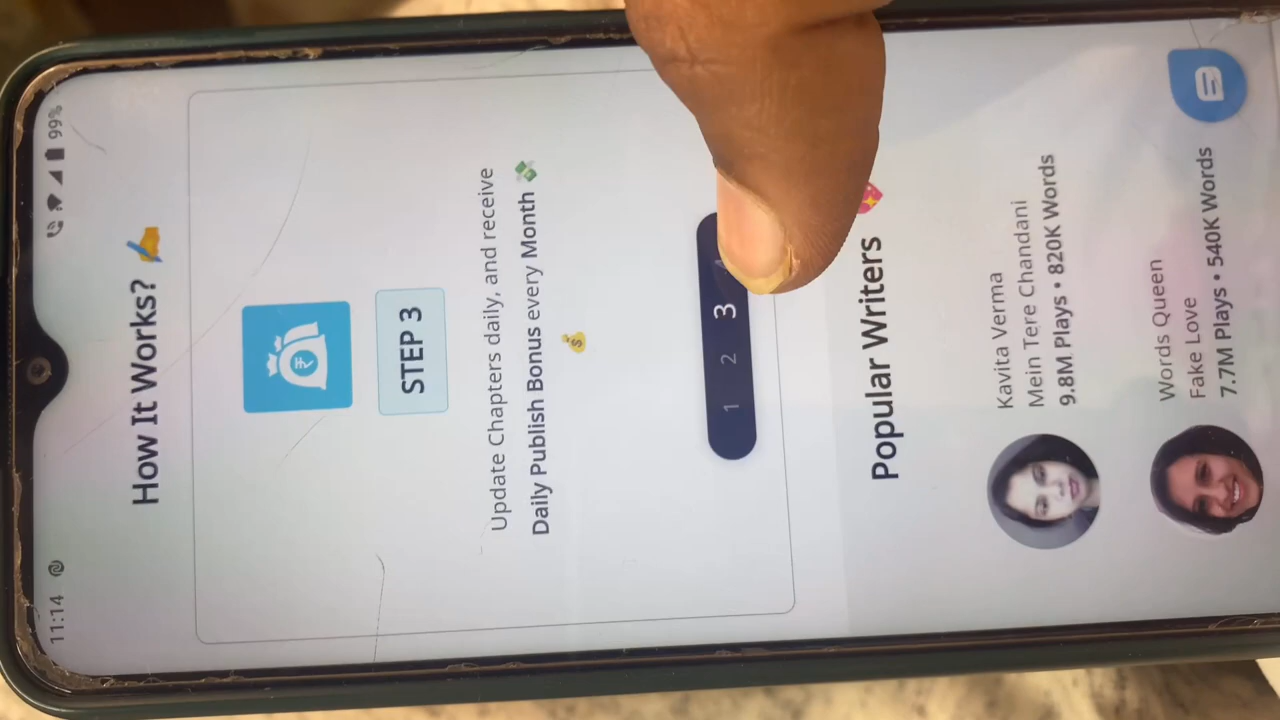 11:14
99%
How It Works? ✍️
₹
STEP 3
Update Chapters daily, and receive
Daily Publish Bonus every Month 💸
💰
1 2 3
Popular Writers 💖
Kavita Verma
Mein Tere Chandani
9.8M Plays • 820K Words
Words Queen
Fake Love
7.7M Plays • 540K Words